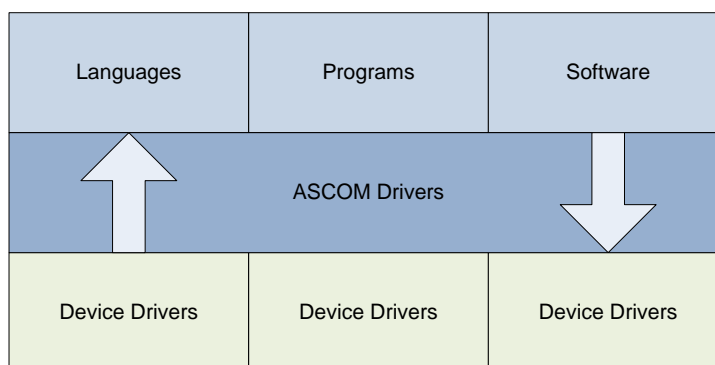 Languages
Programs
Software
ASCOM Drivers
Device Drivers
Device Drivers
Device Drivers